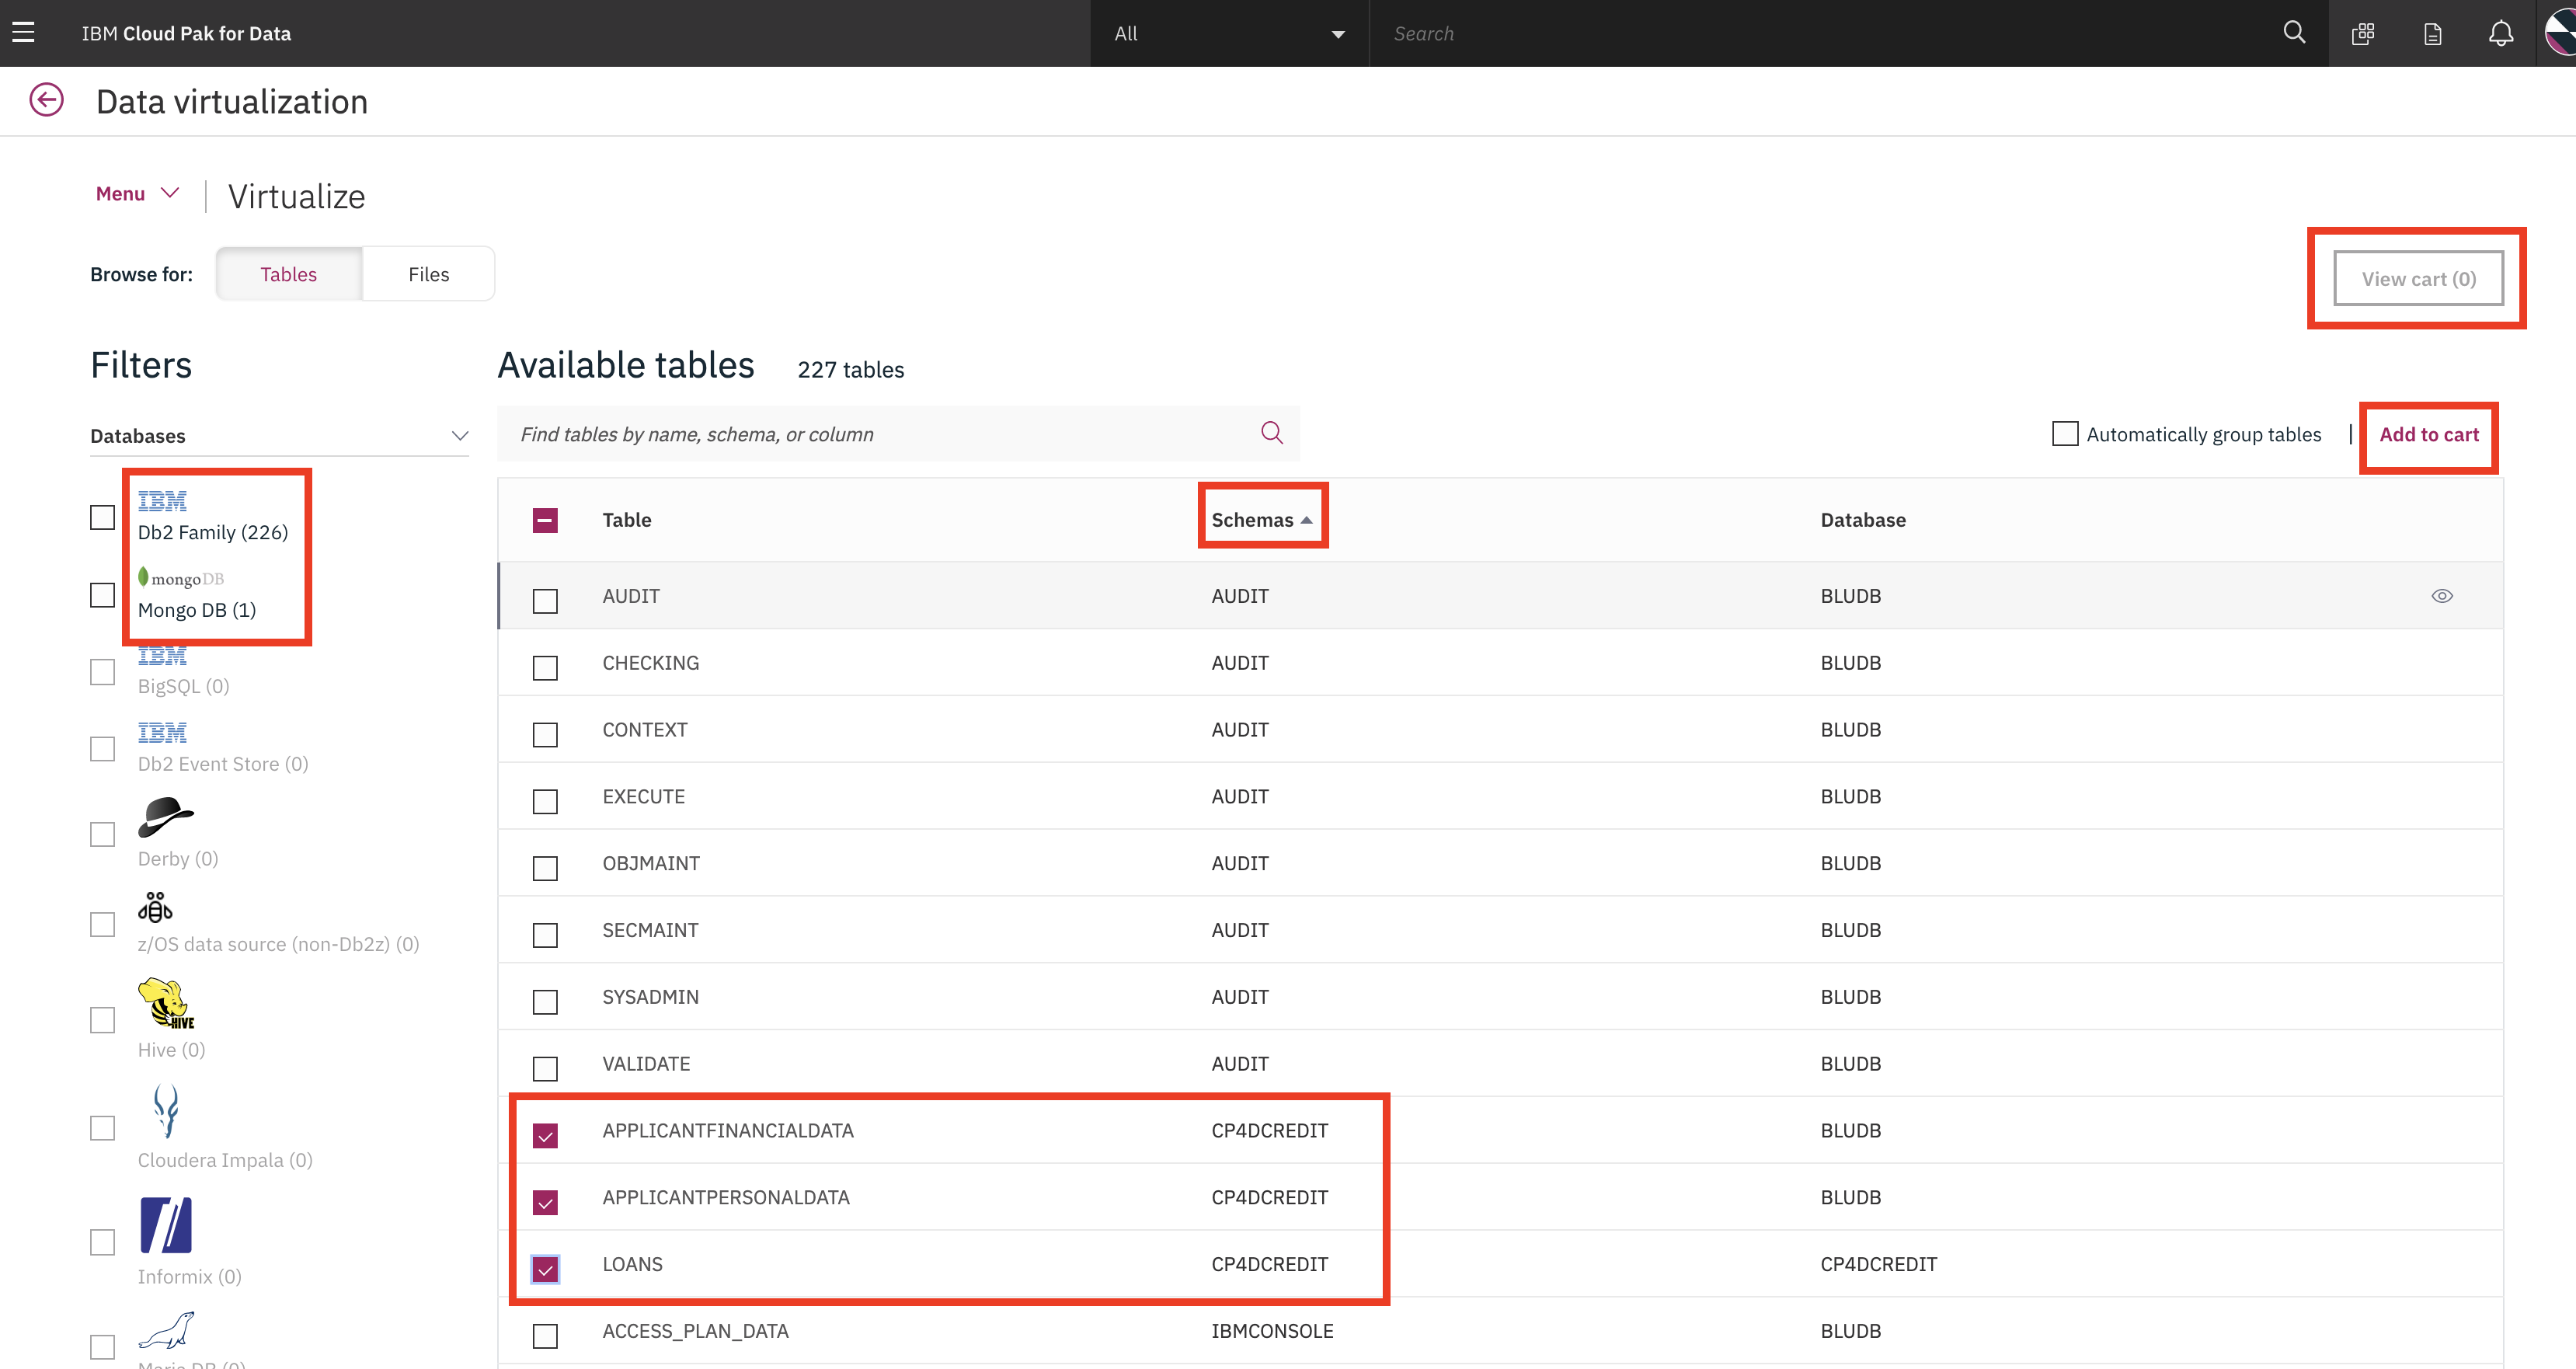 IBM Cloud Pak for Data
All
Search
Data virtualization
Menu
Virtualize
Browse for:
Tables
Files
View cart (0)
Filters
Available tables
227 tables
Databases
Find tables by name, schema, or column
Automatically group tables
Add to cart
IBM
Db2 Family (226)
mongoDB
Mongo DB (1)
IBM
BigSQL (0)
IBM
Db2 Event Store (0)
Derby (0)
z/OS data source (non-Db2z) (0)
HIVE
Hive (0)
Cloudera Impala (0)
Informix (0)
Maria DB (0)
Table Schemas Database
AUDIT AUDIT BLUDB
CHECKING AUDIT BLUDB
CONTEXT AUDIT BLUDB
EXECUTE AUDIT BLUDB
OBJMAINT AUDIT BLUDB
SECMAINT AUDIT BLUDB
SYSADMIN AUDIT BLUDB
VALIDATE AUDIT BLUDB
APPLICANTFINANCIALDATA CP4DCREDIT BLUDB
APPLICANTPERSONALDATA CP4DCREDIT BLUDB
LOANS CP4DCREDIT CP4DCREDIT
ACCESS_PLAN_DATA IBMCONSOLE BLUDB